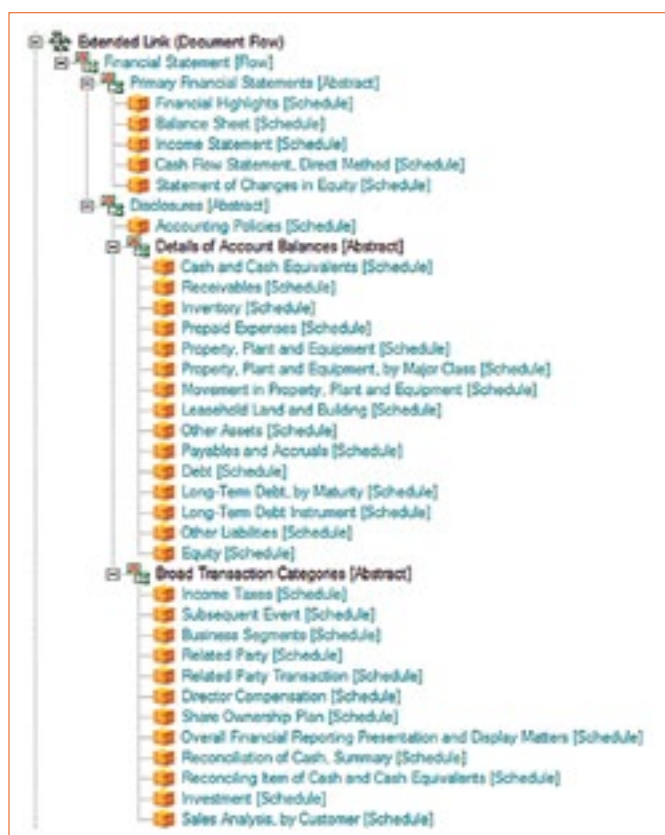 Extended Link (Document Flow)
Financial Statement [Flow]
Primary Financial Statements [Abstract]
Financial Highlights [Schedule]
Balance Sheet [Schedule]
Income Statement [Schedule]
Cash Flow Statement, Direct Method [Schedule]
Statement of Changes in Equity [Schedule]
Disclosures [Abstract]
Accounting Policies [Schedule]
Details of Account Balances [Abstract]
Cash and Cash Equivalents [Schedule]
Receivables [Schedule]
Inventory [Schedule]
Prepaid Expenses [Schedule]
Property, Plant and Equipment [Schedule]
Property, Plant and Equipment, by Major Class [Schedule]
Movement in Property, Plant and Equipment [Schedule]
Leasehold Land and Building [Schedule]
Other Assets [Schedule]
Payables and Accruals [Schedule]
Debt [Schedule]
Long-Term Debt, by Maturity [Schedule]
Long-Term Debt Instrument [Schedule]
Other Liabilities [Schedule]
Equity [Schedule]
Broad Transaction Categories [Abstract]
Income Taxes [Schedule]
Subsequent Event [Schedule]
Business Segments [Schedule]
Related Party [Schedule]
Related Party Transaction [Schedule]
Director Compensation [Schedule]
Share Ownership Plan [Schedule]
Overall Financial Reporting Presentation and Display Matters [Schedule]
Reconciliation of Cash, Summary [Schedule]
Reconciling Item of Cash and Cash Equivalents [Schedule]
Investment [Schedule]
Sales Analysis, by Customer [Schedule]